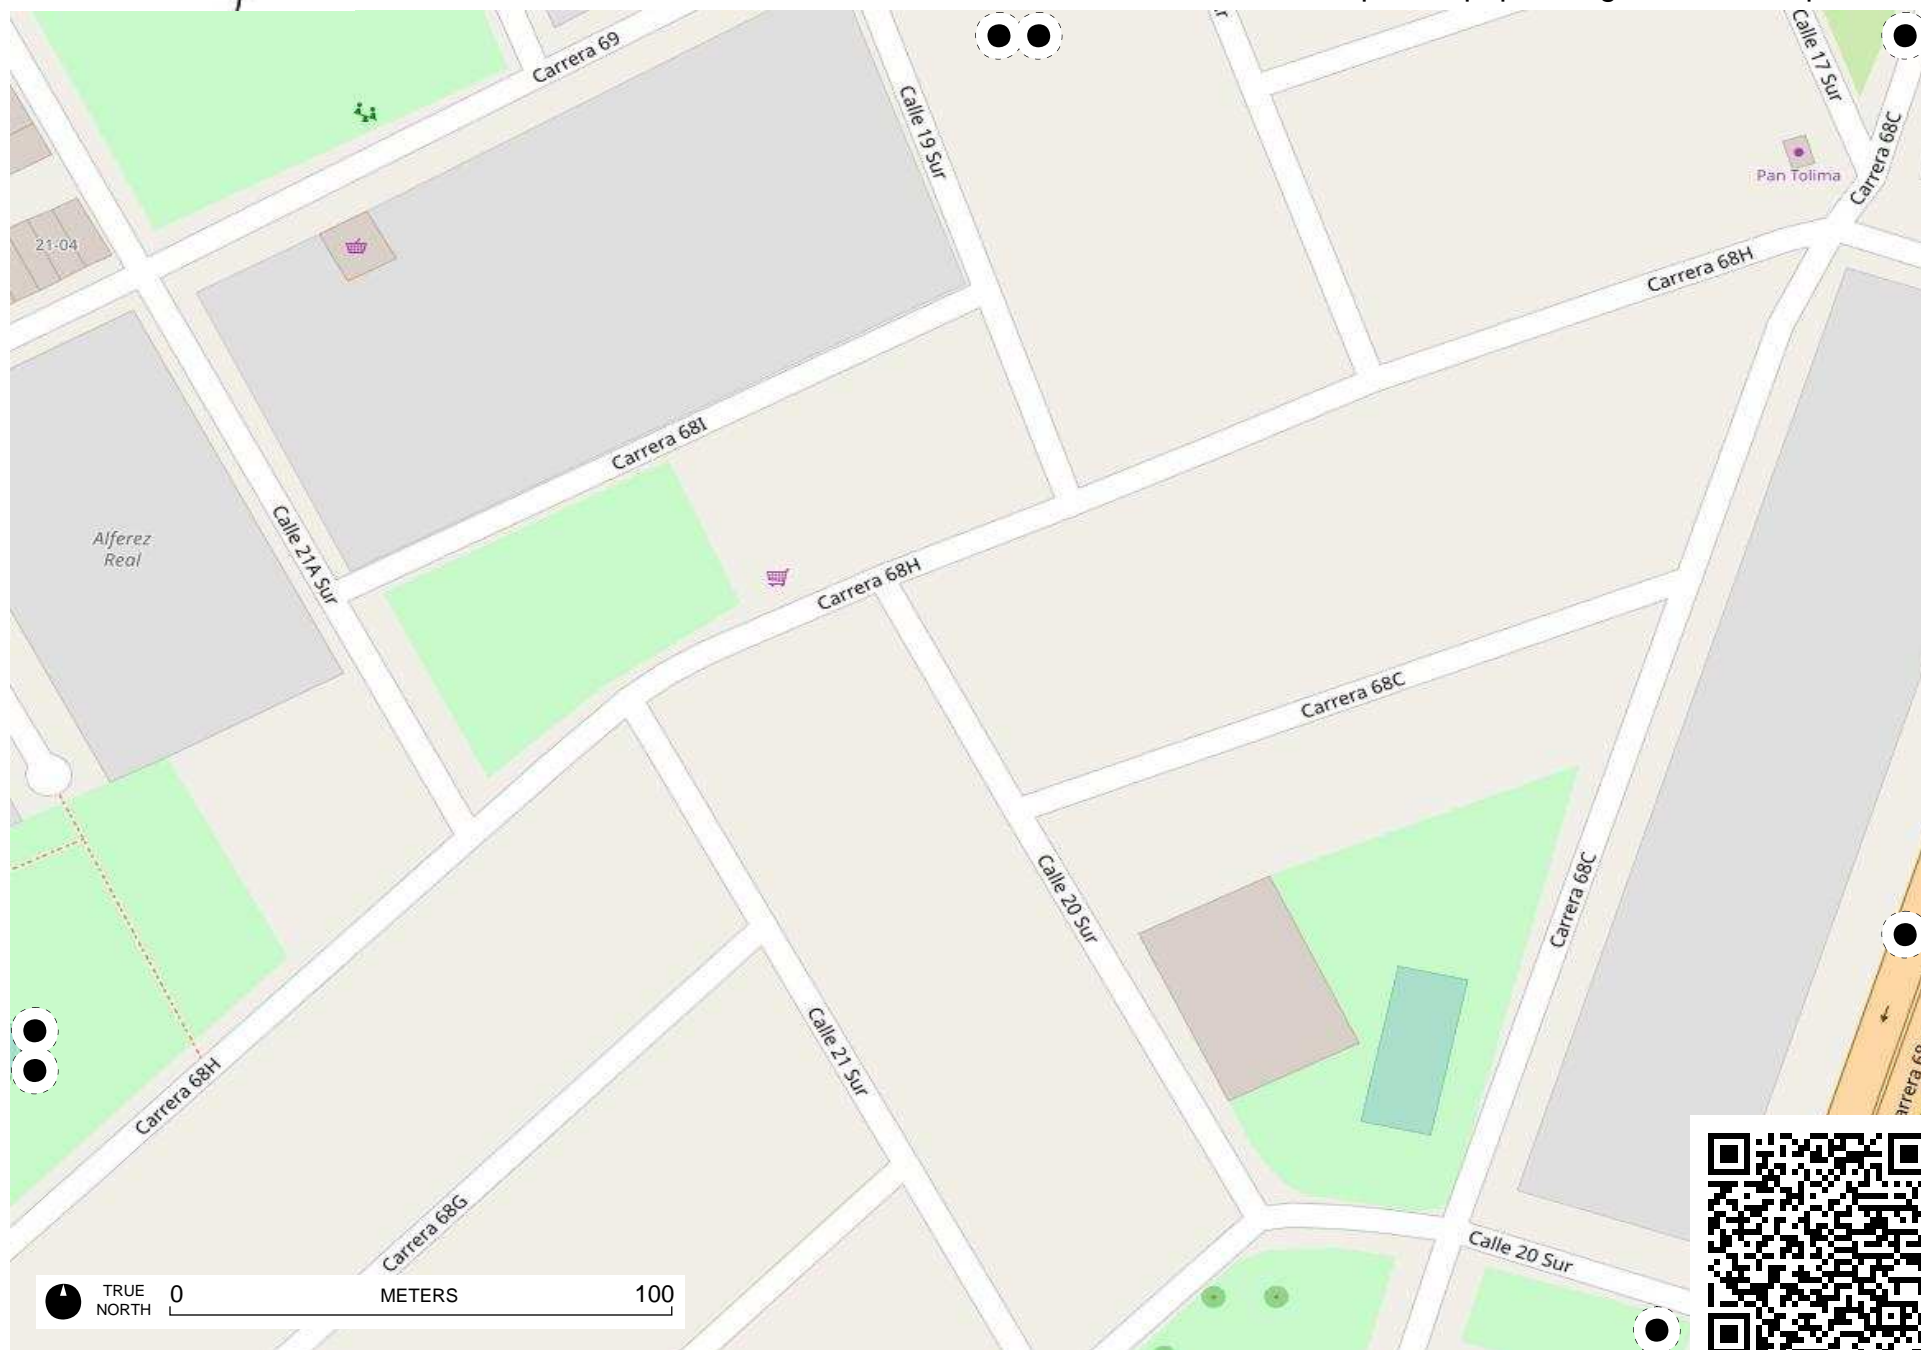 Carrera 69
Calle 17 Sur
Carrera 68C
Calle 19 Sur
Pan Tolima
21-04
Carrera 68H
Carrera 68I
Alferez
Real
Calle 21A Sur
Carrera 68H
Carrera 68C
Calle 20 Sur
Carrera 68C
Calle 21 Sur
Carrera 68H
Carrera 68G
Calle 20 Sur
TRUE
NORTH
0
METERS
100